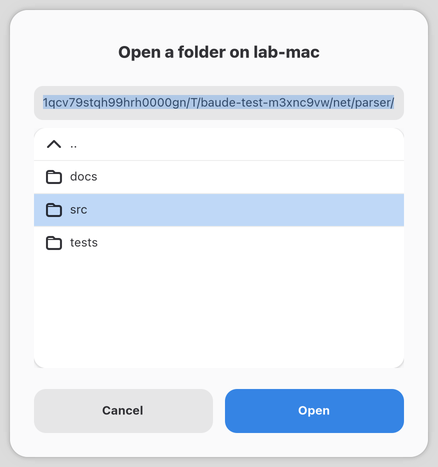 Open a folder on lab-mac
1qcv79stqh99hrh0000gn/T/baude-test-m3xnc9vw/net/parser/
..
docs
src
tests
Cancel
Open